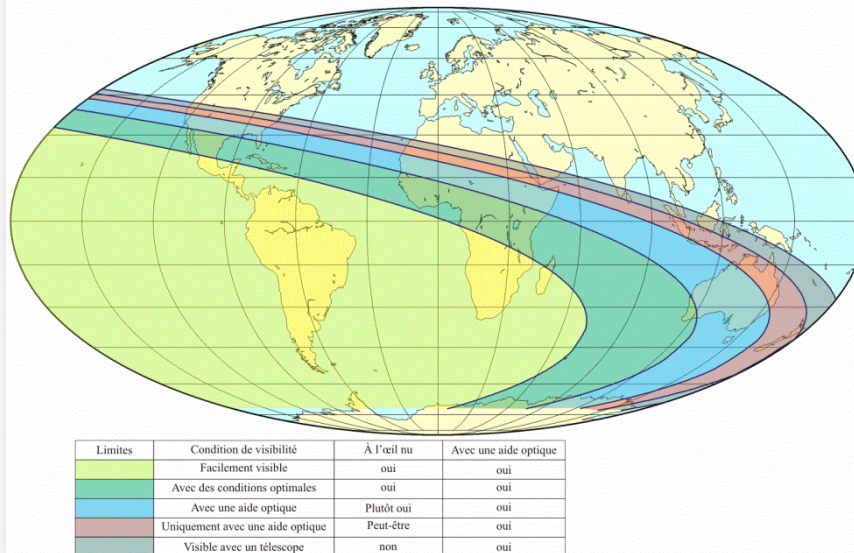 Limites Condition de visibilité À l’œil nu Avec une aide optique
Facilement visible oui oui
Avec des conditions optimales oui oui
Avec une aide optique Plutôt oui oui
Uniquement avec une aide optique Peut-être oui
Visible avec un télescope non oui